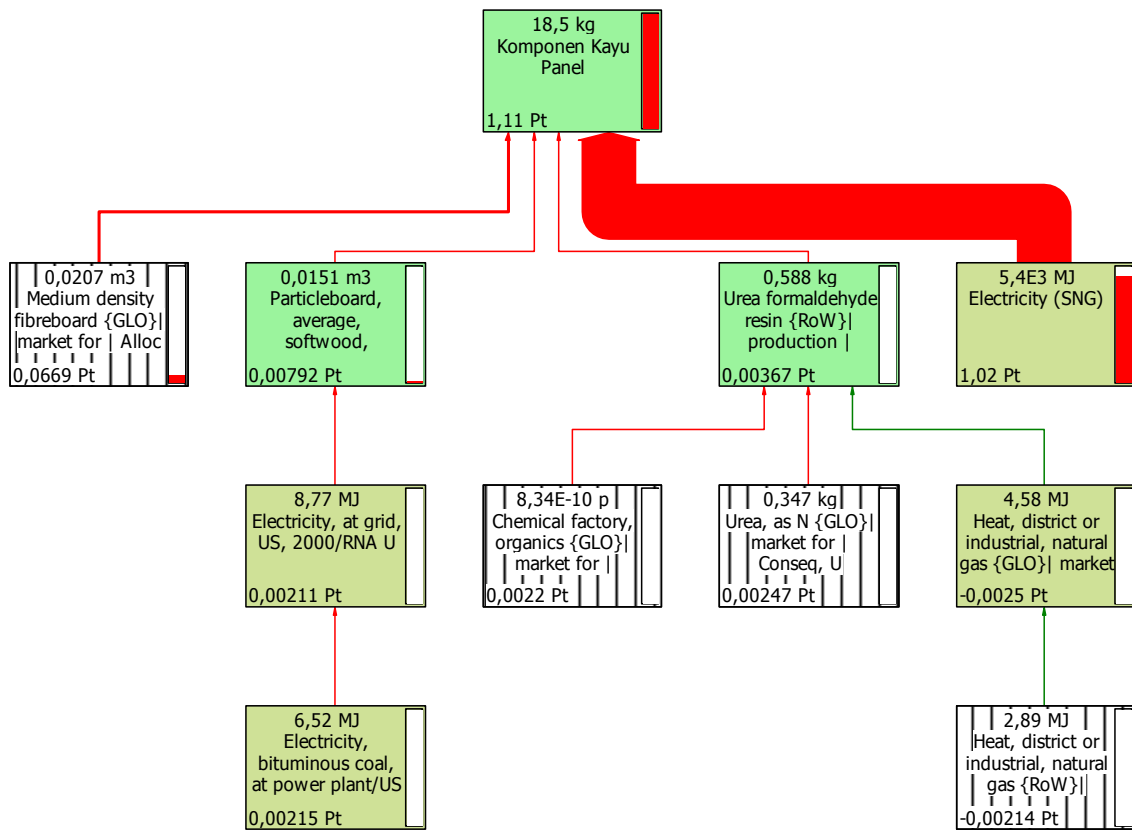 18,5 kg
Komponen Kayu
Panel
1,11 Pt
0,0207 m3
Medium density
fibreboard {GLO}|
market for | Alloc
0,0669 Pt
0,0151 m3
Particleboard,
average,
softwood,
0,00792 Pt
0,588 kg
Urea formaldehyde
resin {RoW}|
production |
0,00367 Pt
5,4E3 MJ
Electricity (SNG)
1,02 Pt
8,77 MJ
Electricity, at grid,
US, 2000/RNA U
0,00211 Pt
8,34E-10 p
Chemical factory,
organics {GLO}|
market for |
0,0022 Pt
0,347 kg
Urea, as N {GLO}|
market for |
Conseq, U
0,00247 Pt
4,58 MJ
Heat, district or
industrial, natural
gas {GLO}| market
-0,0025 Pt
6,52 MJ
Electricity,
bituminous coal,
at power plant/US
0,00215 Pt
2,89 MJ
Heat, district or
industrial, natural
gas {RoW}|
-0,00214 Pt